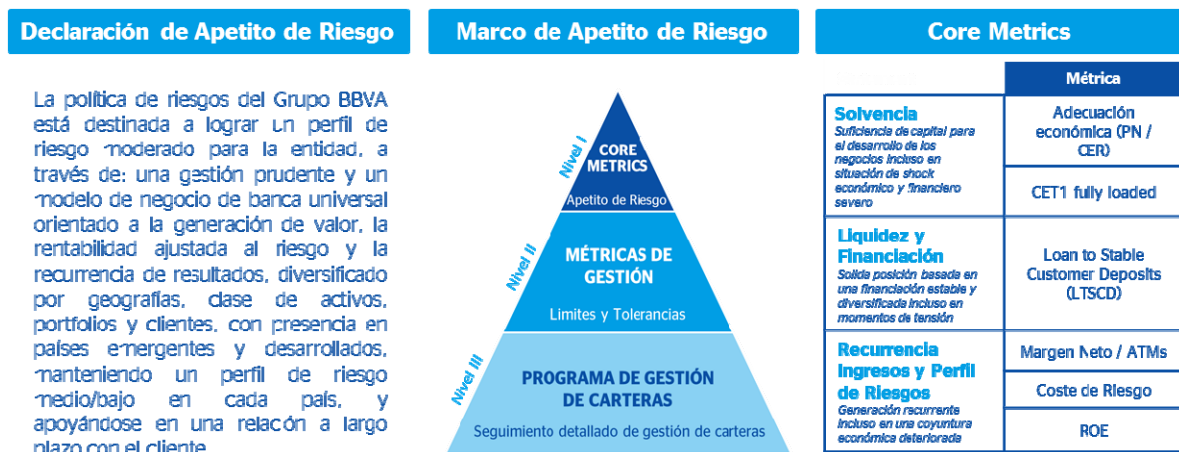 Declaración de Apetito de Riesgo
La política de riesgos del Grupo BBVA
está destinada a lograr un perfil de
riesgo moderado para la entidad, a
través de: una gestión prudente y un
modelo de negocio de banca universal
orientado a la generación de valor, la
rentabilidad ajustada al riesgo y la
recurrencia de resultados, diversificado
por geografías, clase de activos,
portfolios y clientes, con presencia en
países emergentes y desarrollados,
manteniendo un perfil de riesgo
medio/bajo en cada país, y
apoyándose en una relación a largo
plazo con el cliente
Marco de Apetito de Riesgo
Nivel I
CORE
METRICS
Apetito de Riesgo
Nivel II
MÉTRICAS DE
GESTIÓN
Limites y Tolerancias
Nivel III
PROGRAMA DE GESTIÓN
DE CARTERAS
Seguimiento detallado de gestión de carteras
Core Metrics
Métrica
Solvencia
Suficiencia de capital para
el desarrollo de los
negocios incluso en
situación de shock
económico y financiero
severo
Adecuación
económica (PN /
CER)
CET1 fully loaded
Liquidez y
Financiación
Solida posición basada en
una financiación estable y
diversificada incluso en
momentos de tensión
Loan to Stable
Customer Deposits
(LTSCD)
Recurrencia
Ingresos y Perfil
de Riesgos
Generación recurrente
incluso en una coyuntura
económica deteriorada
Margen Neto / ATMs
Coste de Riesgo
ROE